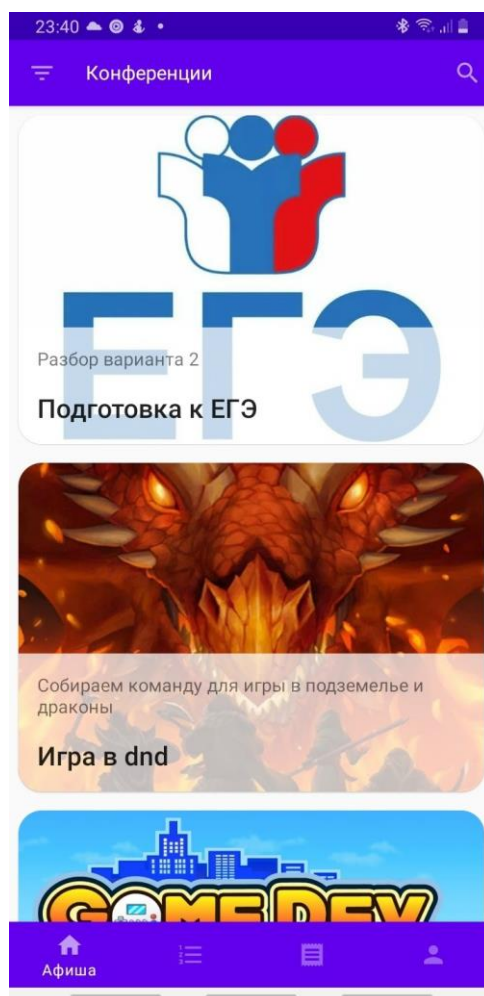 23:40
Конференции
ЕГЭ
Разбор варианта 2
Подготовка к ЕГЭ
Собираем команду для игры в подземелье и
драконы
Игра в dnd
GAME DEV
Афиша